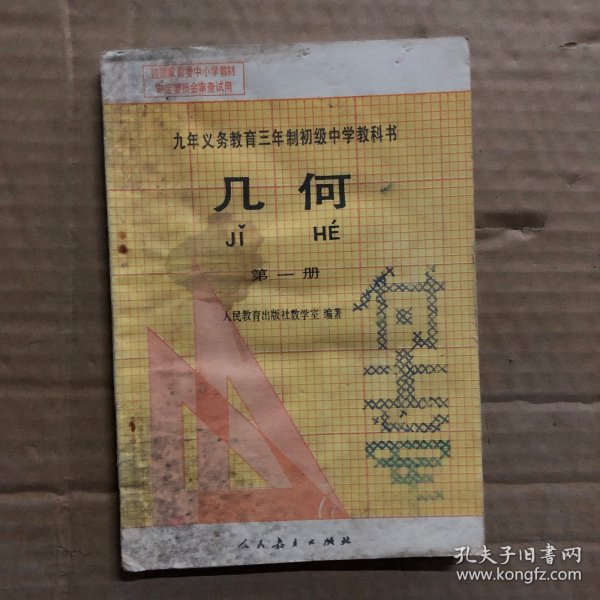 经国家教委中小学教材
审定委员会审查试用
九年义务教育三年制初级中学教科书
几何
JǏ HÉ
第一册
人民教育出版社数学室 编著
人民教育出版社
孔夫子旧书网
www.kongfz.com